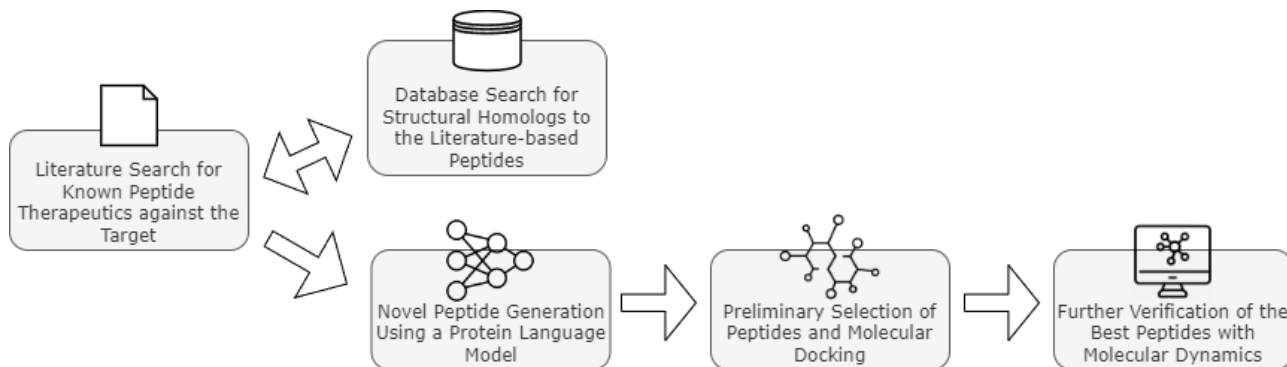 Literature Search for
Known Peptide
Therapeutics against the
Target
Database Search for
Structural Homologs to
the Literature-based
Peptides
Novel Peptide Generation
Using a Protein Language
Model
Preliminary Selection of
Peptides and Molecular
Docking
Further Verification of the
Best Peptides with
Molecular Dynamics